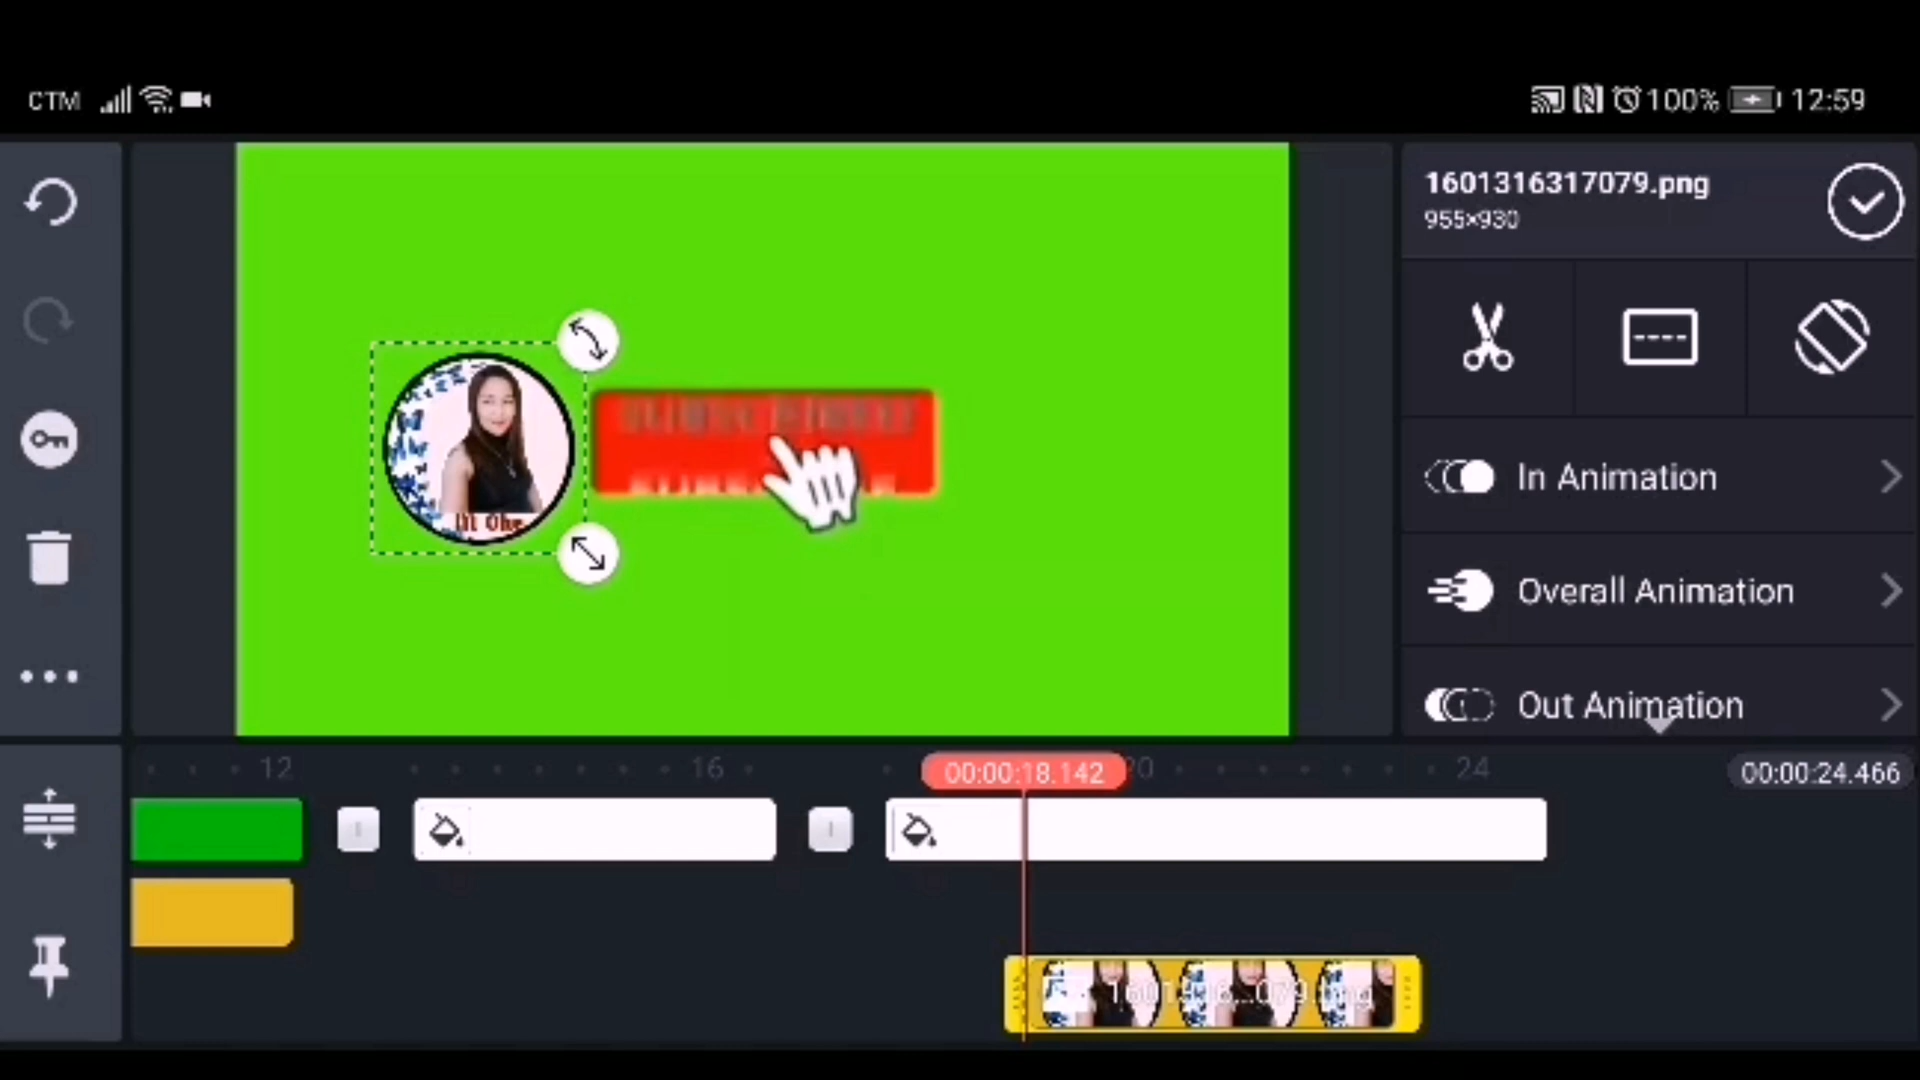 CTM
100%
12:59
1601316317079.png
955×930
In Animation
Overall Animation
Out Animation
12
16
00:00:18.142
24
00:00:24.466